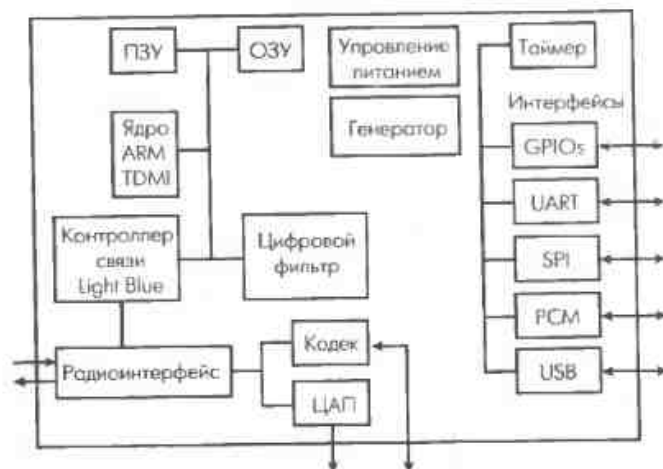 ПЗУ
ОЗУ
Управление
питанием
Таймер
Генератор
Интерфейсы
Ядро
ARM
TDMI
GPIOs
UART
Контроллер
связи
Light Blue
Цифровой
фильтр
SPI
PCM
Кодек
Радиоинтерфейс
USB
ЦАП